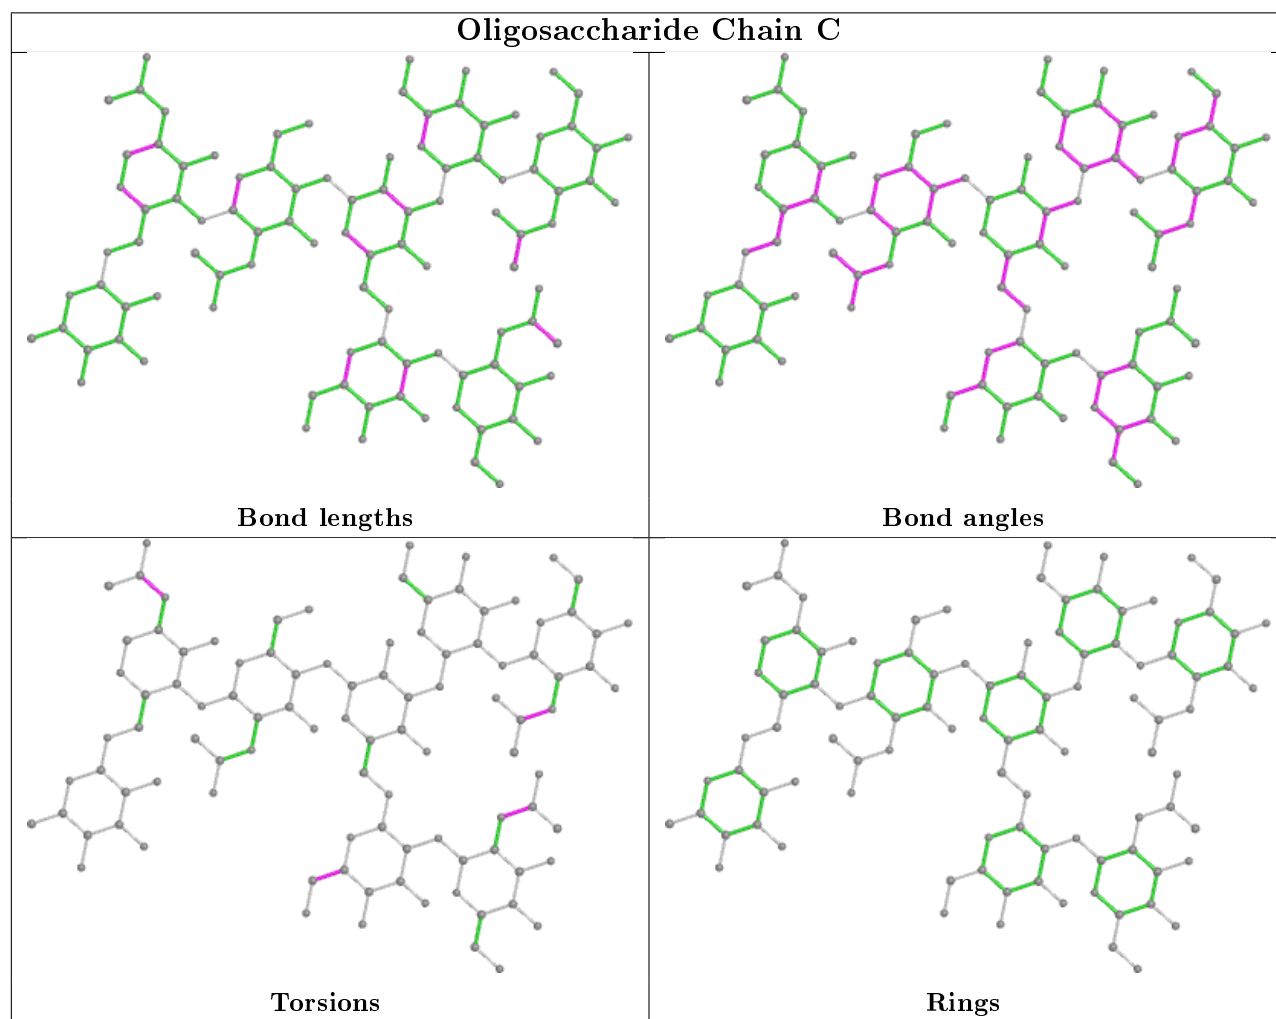 Oligosaccharide Chain C
Bond lengths
Bond angles
Torsions
Rings